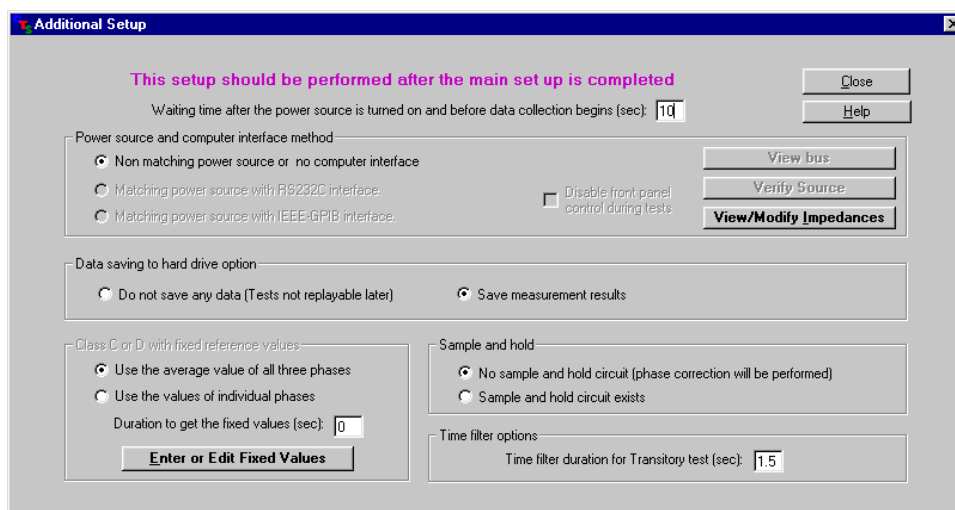 Additional Setup
This setup should be performed after the main set up is completed
Close
Waiting time after the power source is turned on and before data collection begins (sec): 10
Help
Power source and computer interface method
Non matching power source or no computer interface
View bus
Matching power source with RS232C interface.
Disable front panel
control during tests
Verify Source
Matching power source with IEEE-GPIB interface.
View/Modify Impedances
Data saving to hard drive option
Do not save any data (Tests not replayable later)
Save measurement results
Class C or D with fixed reference values
Use the average value of all three phases
Use the values of individual phases
Duration to get the fixed values (sec): 0
Enter or Edit Fixed Values
Sample and hold
No sample and hold circuit (phase correction will be performed)
Sample and hold circuit exists
Time filter options
Time filter duration for Transitory test (sec): 1.5